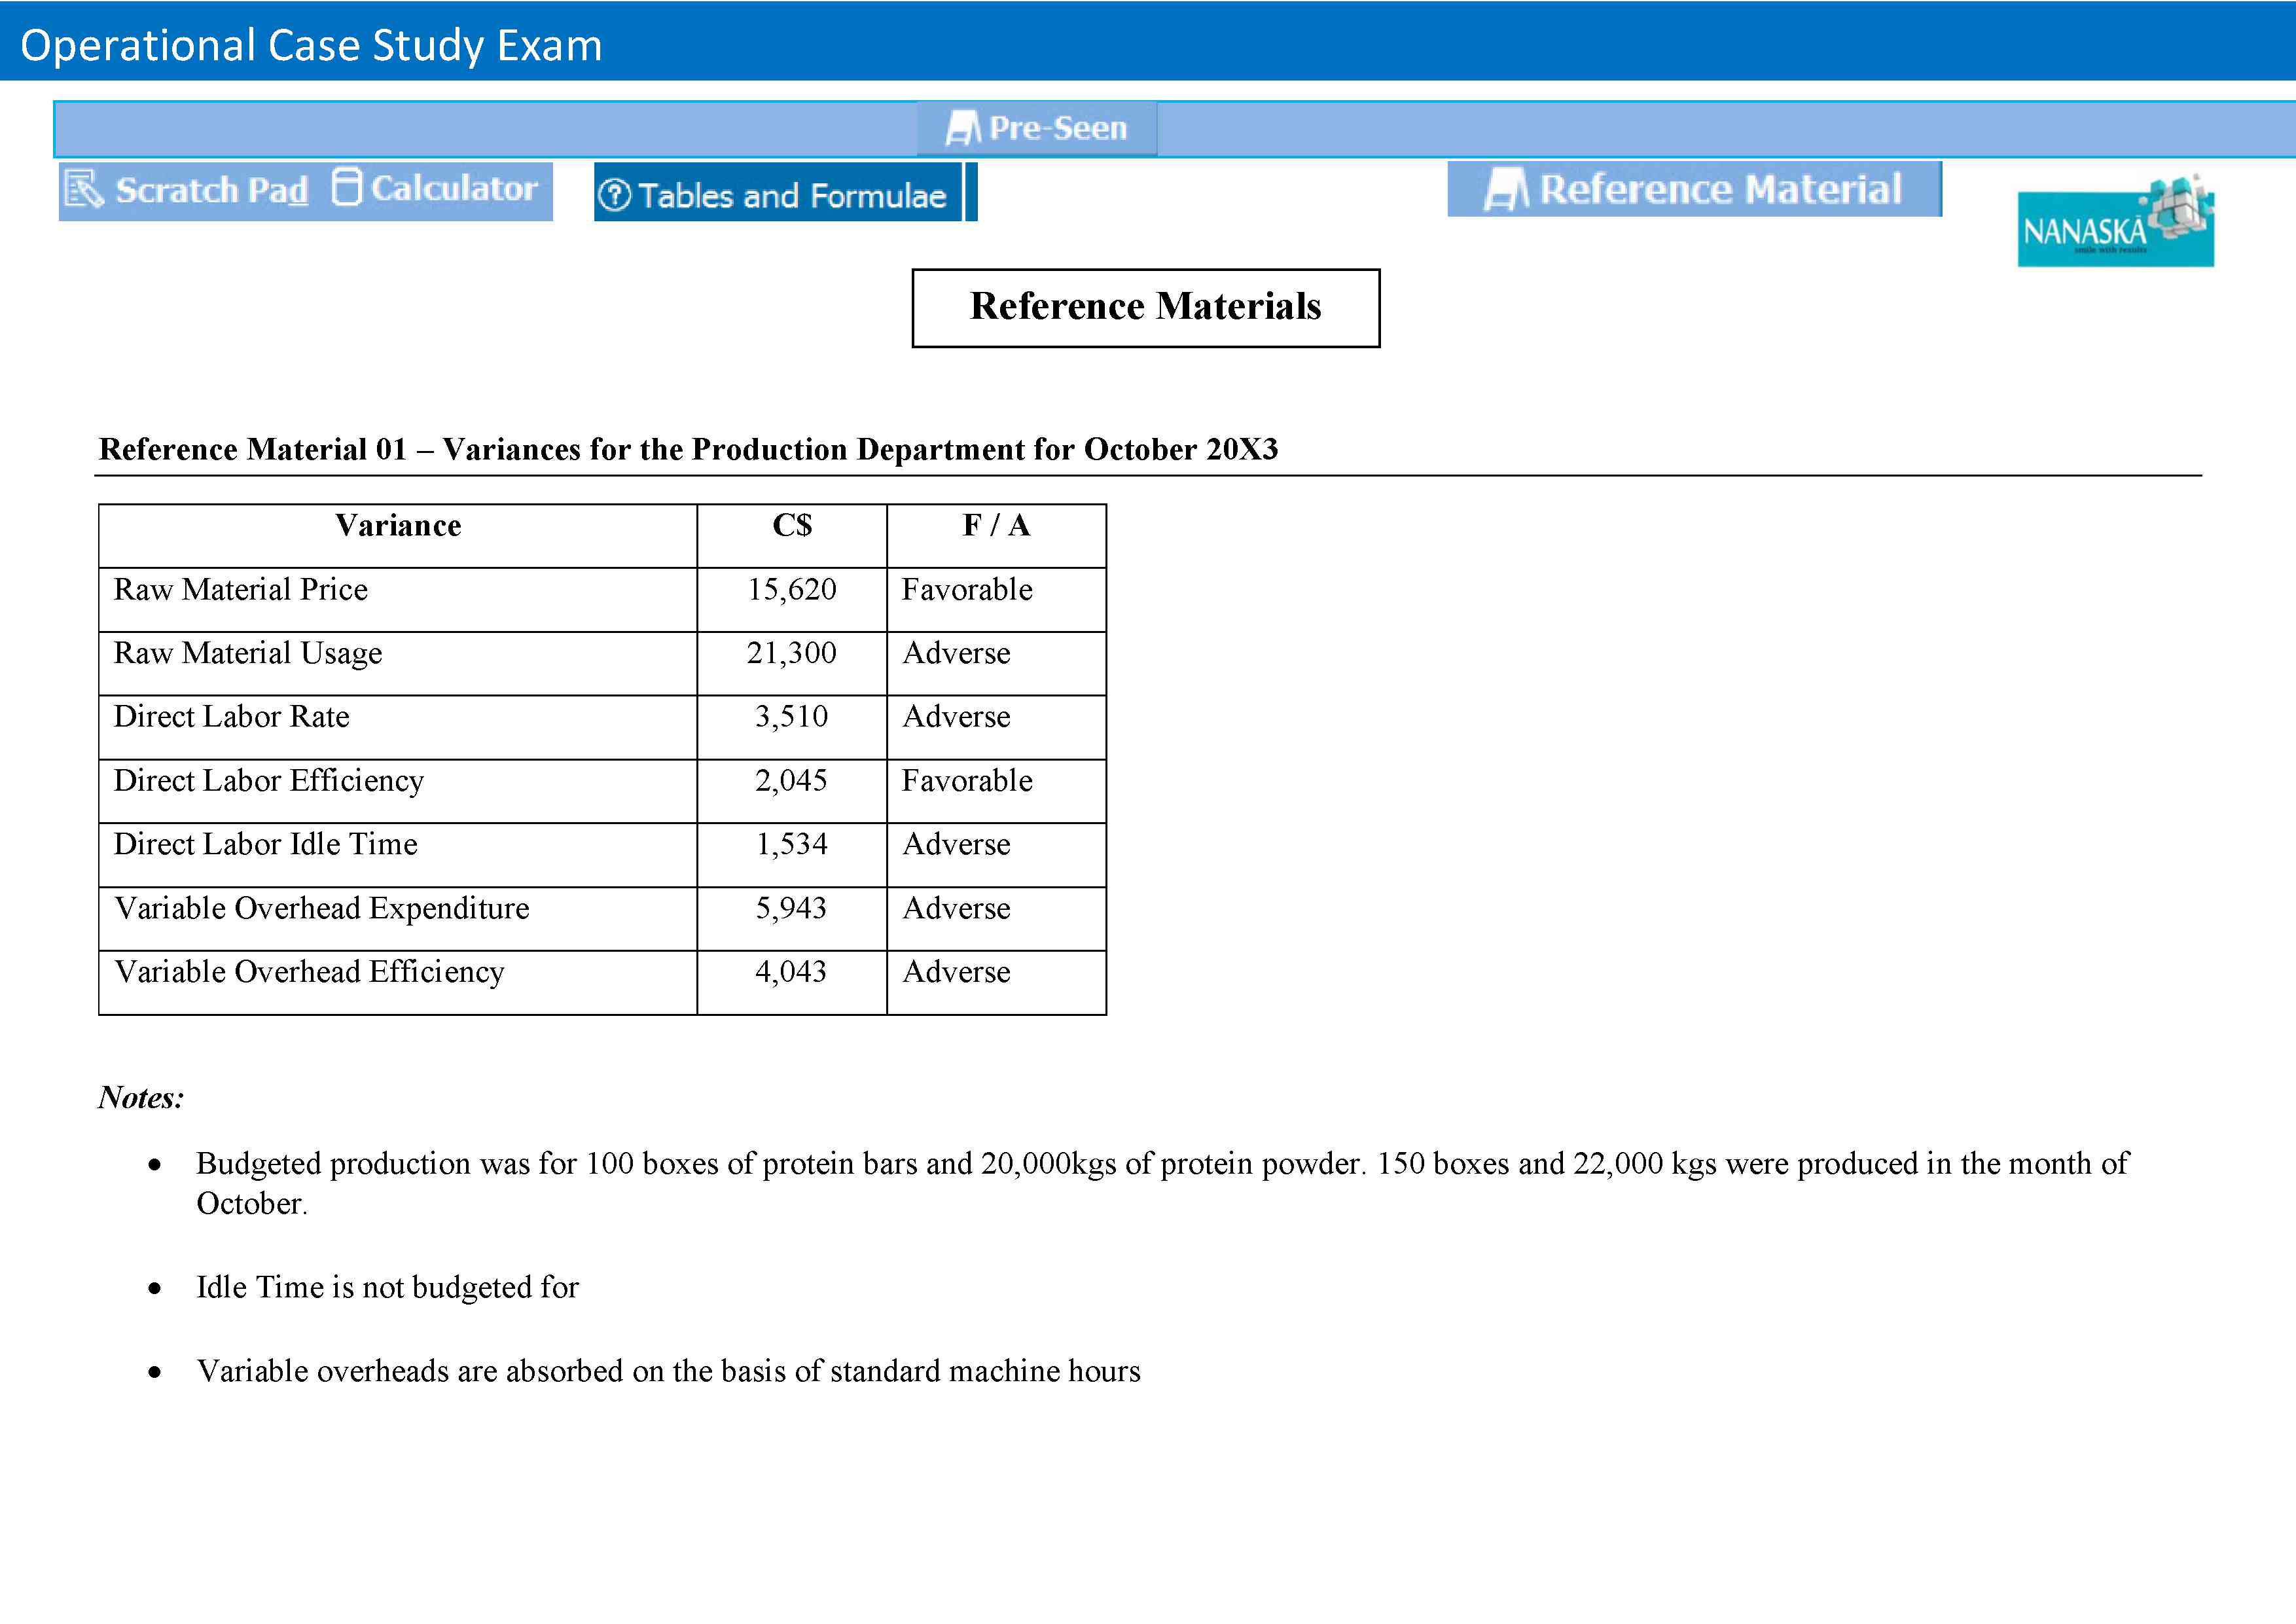 Operational Case Study Exam
Pre-Seen
Scratch Pad Calculator Tables and Formulae Reference Material
NANASKĀ
smile with results
Reference Materials
Reference Material 01 – Variances for the Production Department for October 20X3
Variance C$ F / A
Raw Material Price 15,620 Favorable
Raw Material Usage 21,300 Adverse
Direct Labor Rate 3,510 Adverse
Direct Labor Efficiency 2,045 Favorable
Direct Labor Idle Time 1,534 Adverse
Variable Overhead Expenditure 5,943 Adverse
Variable Overhead Efficiency 4,043 Adverse
Notes:
• Budgeted production was for 100 boxes of protein bars and 20,000kgs of protein powder. 150 boxes and 22,000 kgs were produced in the month of
October.
• Idle Time is not budgeted for
• Variable overheads are absorbed on the basis of standard machine hours